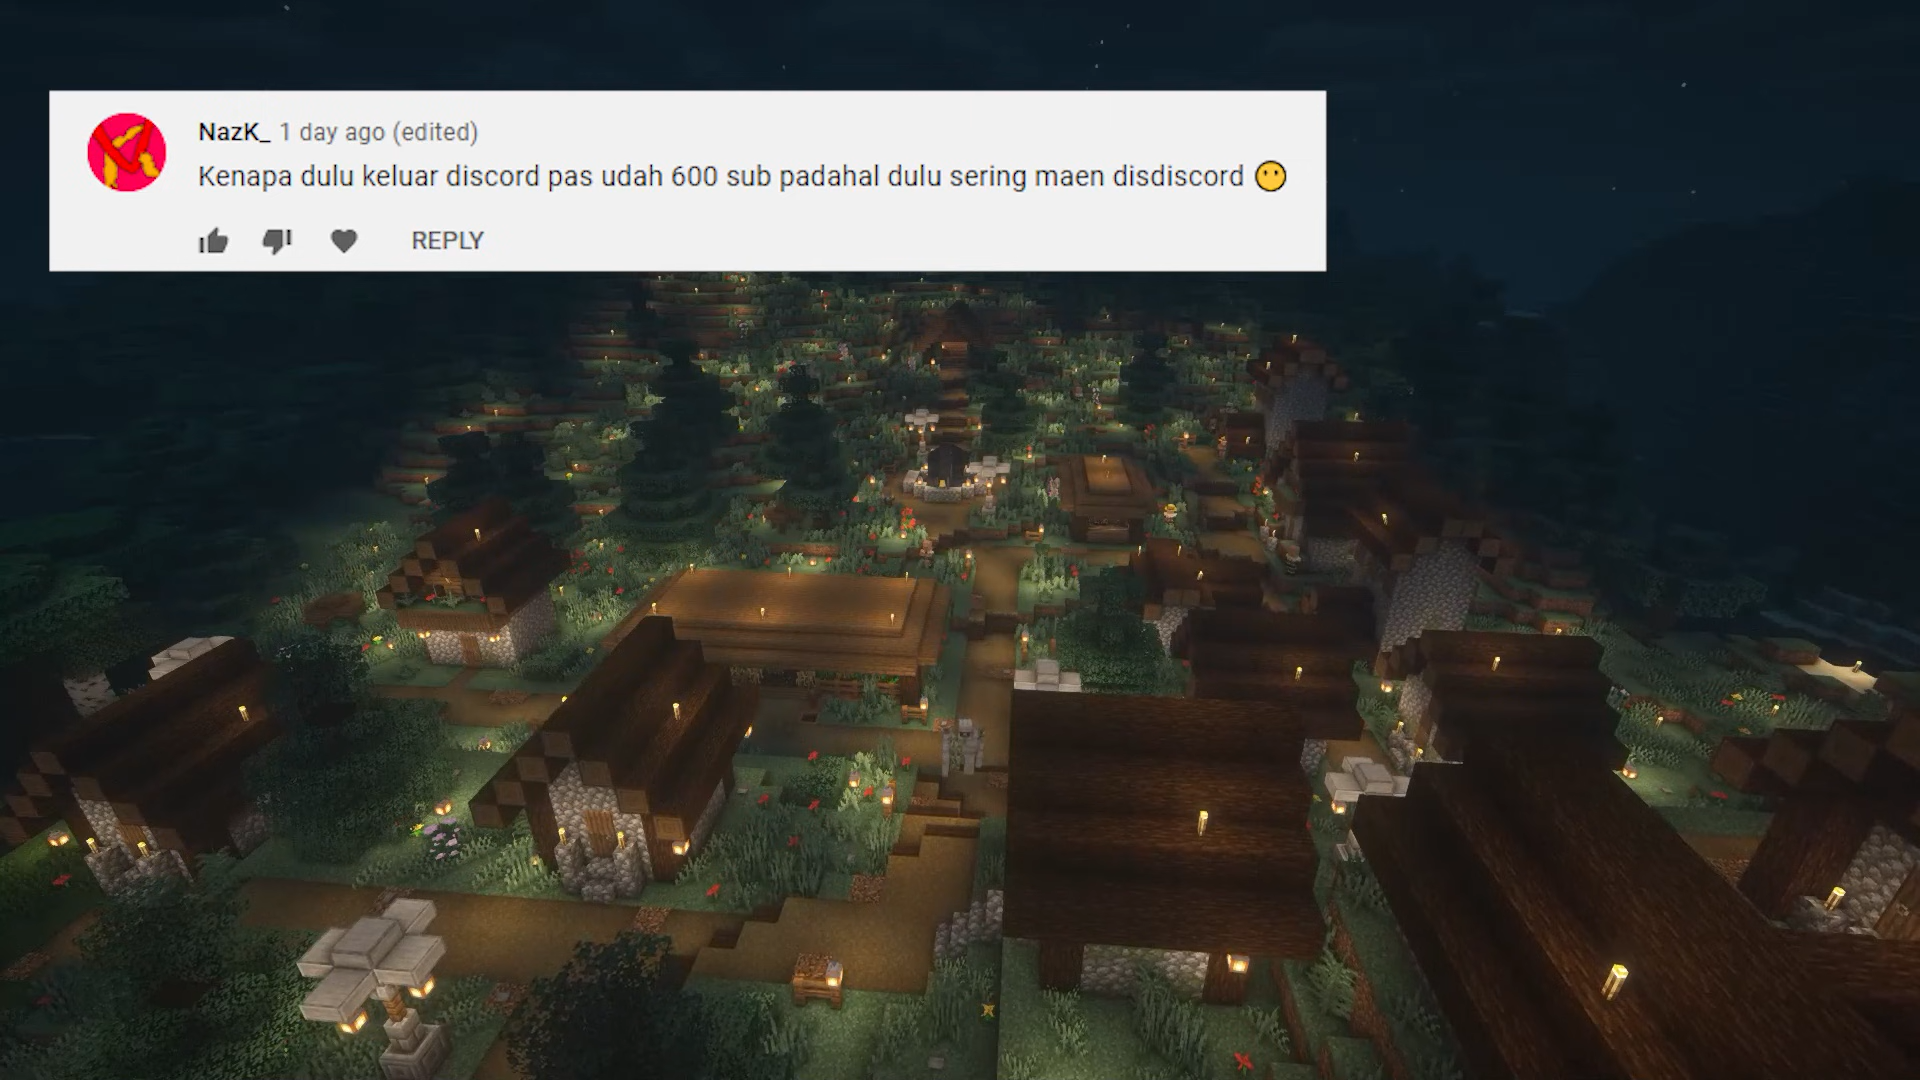 NazK_ 1 day ago (edited)
Kenapa dulu keluar discord pas udah 600 sub padahal dulu sering maen disdiscord 😶
REPLY